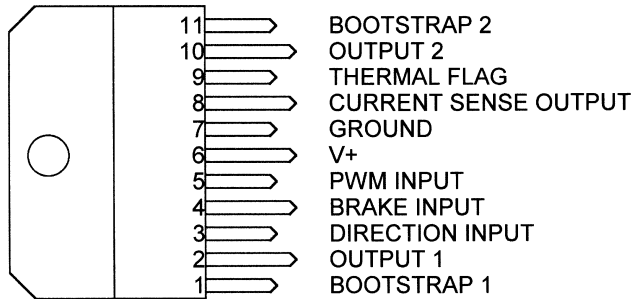 11 BOOTSTRAP 2
10 OUTPUT 2
9 THERMAL FLAG
8 CURRENT SENSE OUTPUT
7 GROUND
6 V+
5 PWM INPUT
4 BRAKE INPUT
3 DIRECTION INPUT
2 OUTPUT 1
1 BOOTSTRAP 1